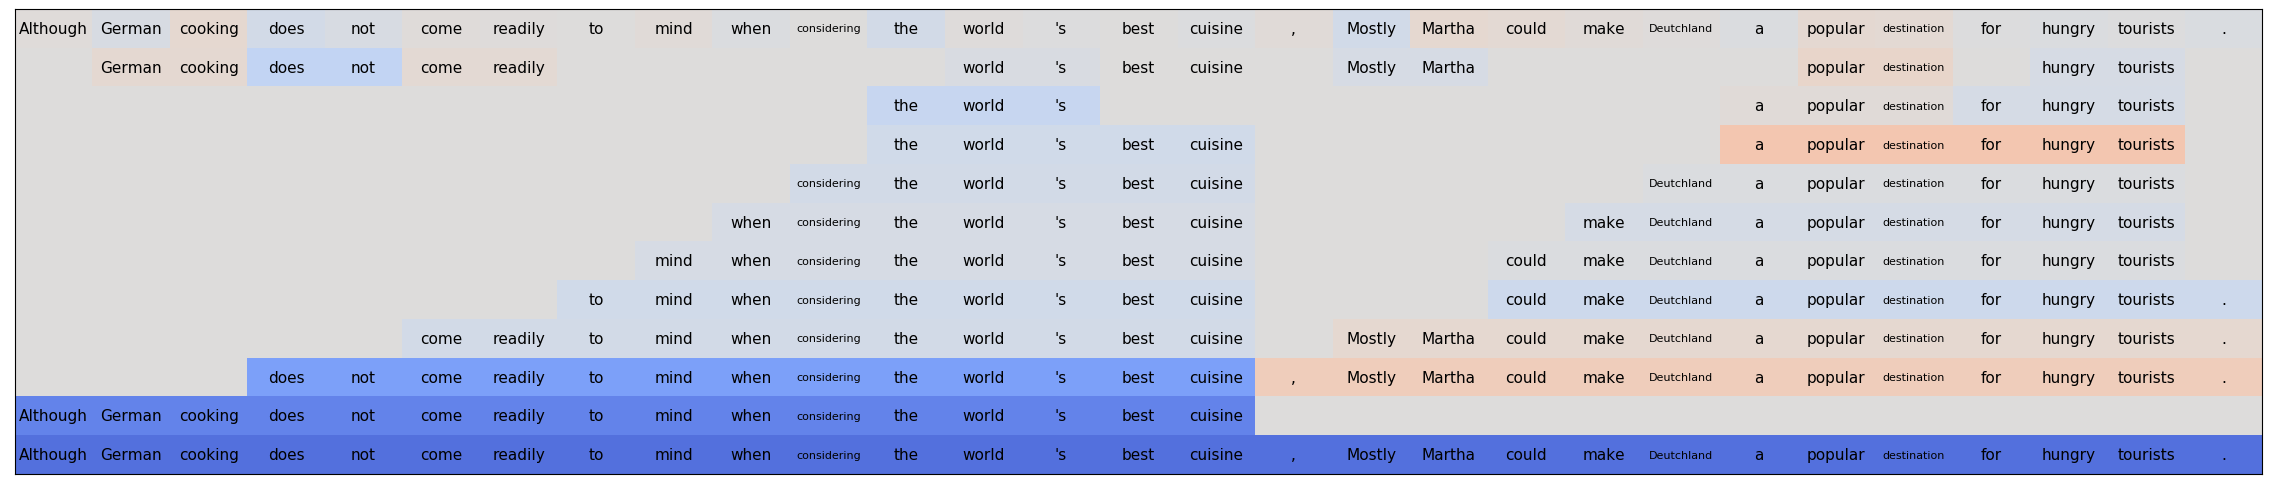 Although German cooking does not come readily to mind when considering the world 's best cuisine , Mostly Martha could make Deutchland a popular destination for hungry tourists .
German cooking does not come readily world 's best cuisine Mostly Martha popular destination hungry tourists
the world 's a popular destination for hungry tourists
the world 's best cuisine a popular destination for hungry tourists
considering the world 's best cuisine Deutchland a popular destination for hungry tourists
when considering the world 's best cuisine make Deutchland a popular destination for hungry tourists
mind when considering the world 's best cuisine could make Deutchland a popular destination for hungry tourists
to mind when considering the world 's best cuisine could make Deutchland a popular destination for hungry tourists .
come readily to mind when considering the world 's best cuisine Mostly Martha could make Deutchland a popular destination for hungry tourists .
does not come readily to mind when considering the world 's best cuisine , Mostly Martha could make Deutchland a popular destination for hungry tourists .
Although German cooking does not come readily to mind when considering the world 's best cuisine
Although German cooking does not come readily to mind when considering the world 's best cuisine , Mostly Martha could make Deutchland a popular destination for hungry tourists .